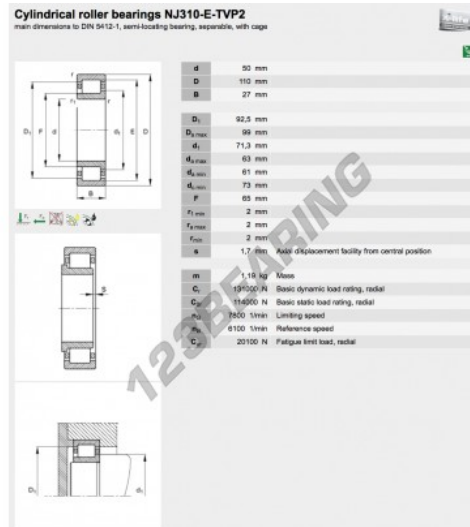 Cylindrical roller bearings NJ310-E-TVP2
main dimensions to DIN 5412-1, semi-locating bearing, separable, with cage
d 50 mm
D 110 mm
B 27 mm
D₁ 92,5 mm
Dₐ max 99 mm
d₁ 71,3 mm
dₐ max 63 mm
dₐ min 61 mm
73 mm
F 65 mm
r₁ min 2 mm
rₐ max 2 mm
r min 2 mm
s 1,7 mm Axial displacement facility from central position
m 1,19 kg Mass
Cᵣ 131000 N Basic dynamic load rating, radial
114000 N Basic static load rating, radial
7800 1/min Limiting speed
6100 1/min Reference speed
20100 N Fatigue limit load, radial
r
r₁
r
D₁
F
d
d₁
E
D
B
s
123BEARING